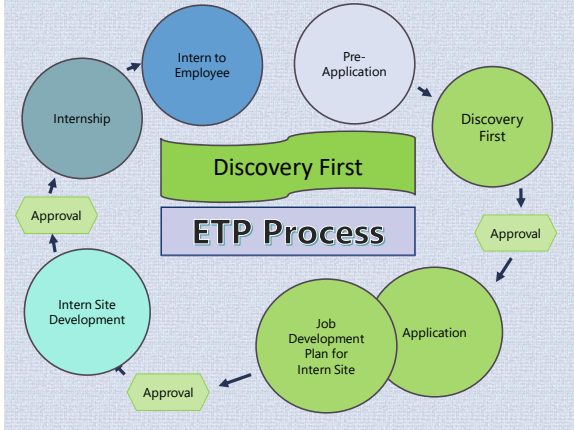 Intern to
Employee
Pre-
Application
Internship
Discovery
First
Discovery First
Approval
ETP Process
Approval
Intern Site
Development
Job
Development
Plan for
Intern Site
Application
Approval